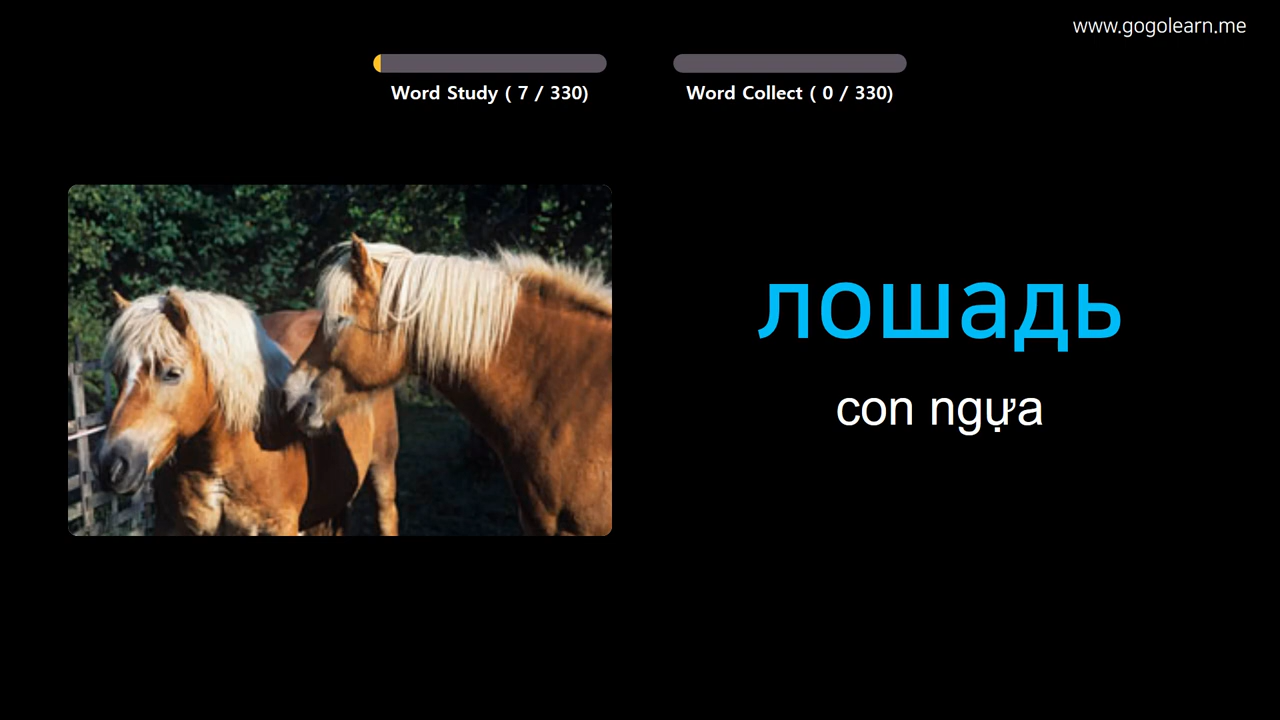 www.gogolearn.me
Word Study ( 7 / 330)
Word Collect ( 0 / 330)
лошадь
con ngựa